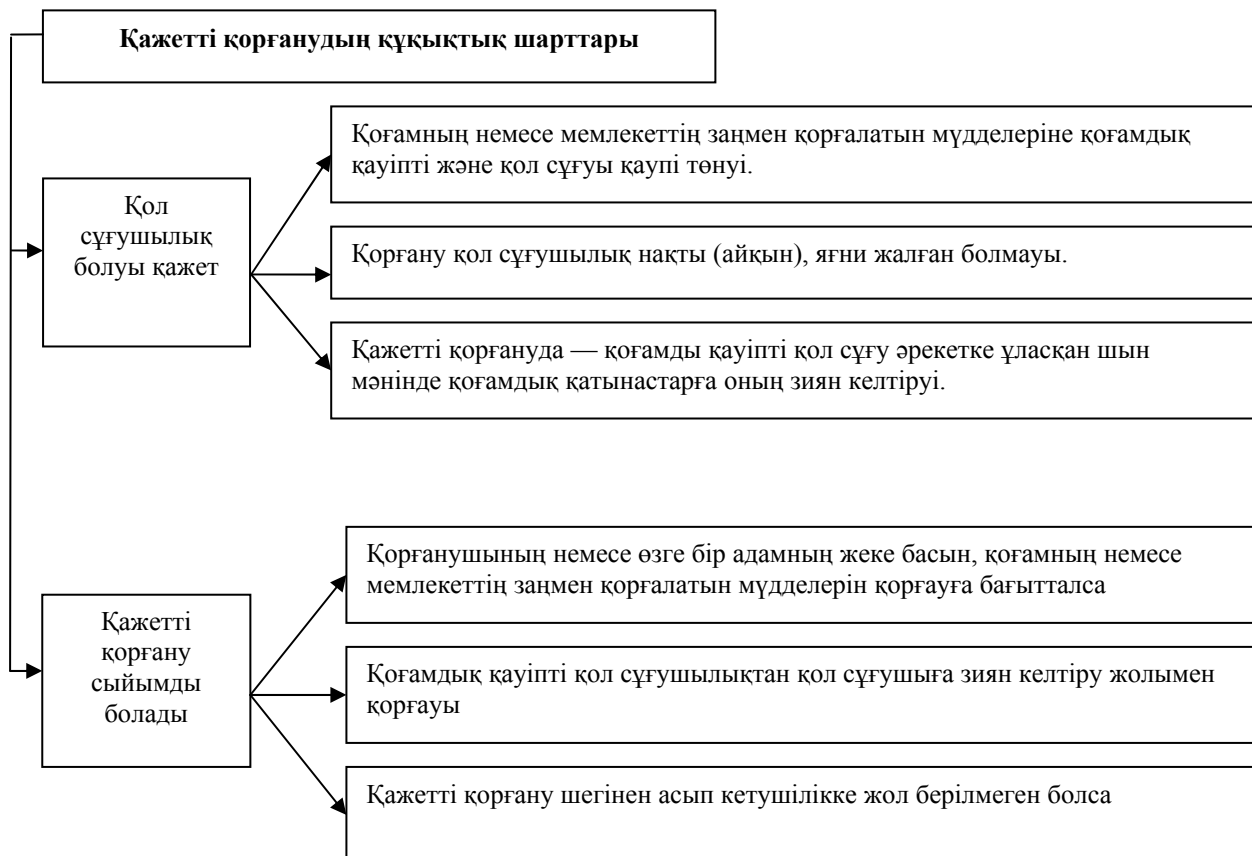 Қажетті қорғанудың құқықтық шарттары
Қоғамның немесе мемлекеттің заңмен қорғалатын мүдделеріне қоғамдық
қауіпті және қол сұғуы қаупі төнуі.
Қол
сұғушылық
болуы қажет
Қорғану қол сұғушылық нақты (айқын), яғни жалған болмауы.
Қажетті қорғануда — қоғамды қауіпті қол сұғу әрекетке ұласқан шын
мәнінде қоғамдық қатынастарға оның зиян келтіруі.
Қорғанушының немесе өзге бір адамның жеке басын, қоғамның немесе
мемлекеттің заңмен қорғалатын мүдделерін қорғауға бағытталса
Қажетті
қорғану
сыйымды
болады
Қоғамдық қауіпті қол сұғушылықтан қол сұғушыға зиян келтіру жолымен
қорғауы
Қажетті қорғану шегінен асып кетушілікке жол берілмеген болса